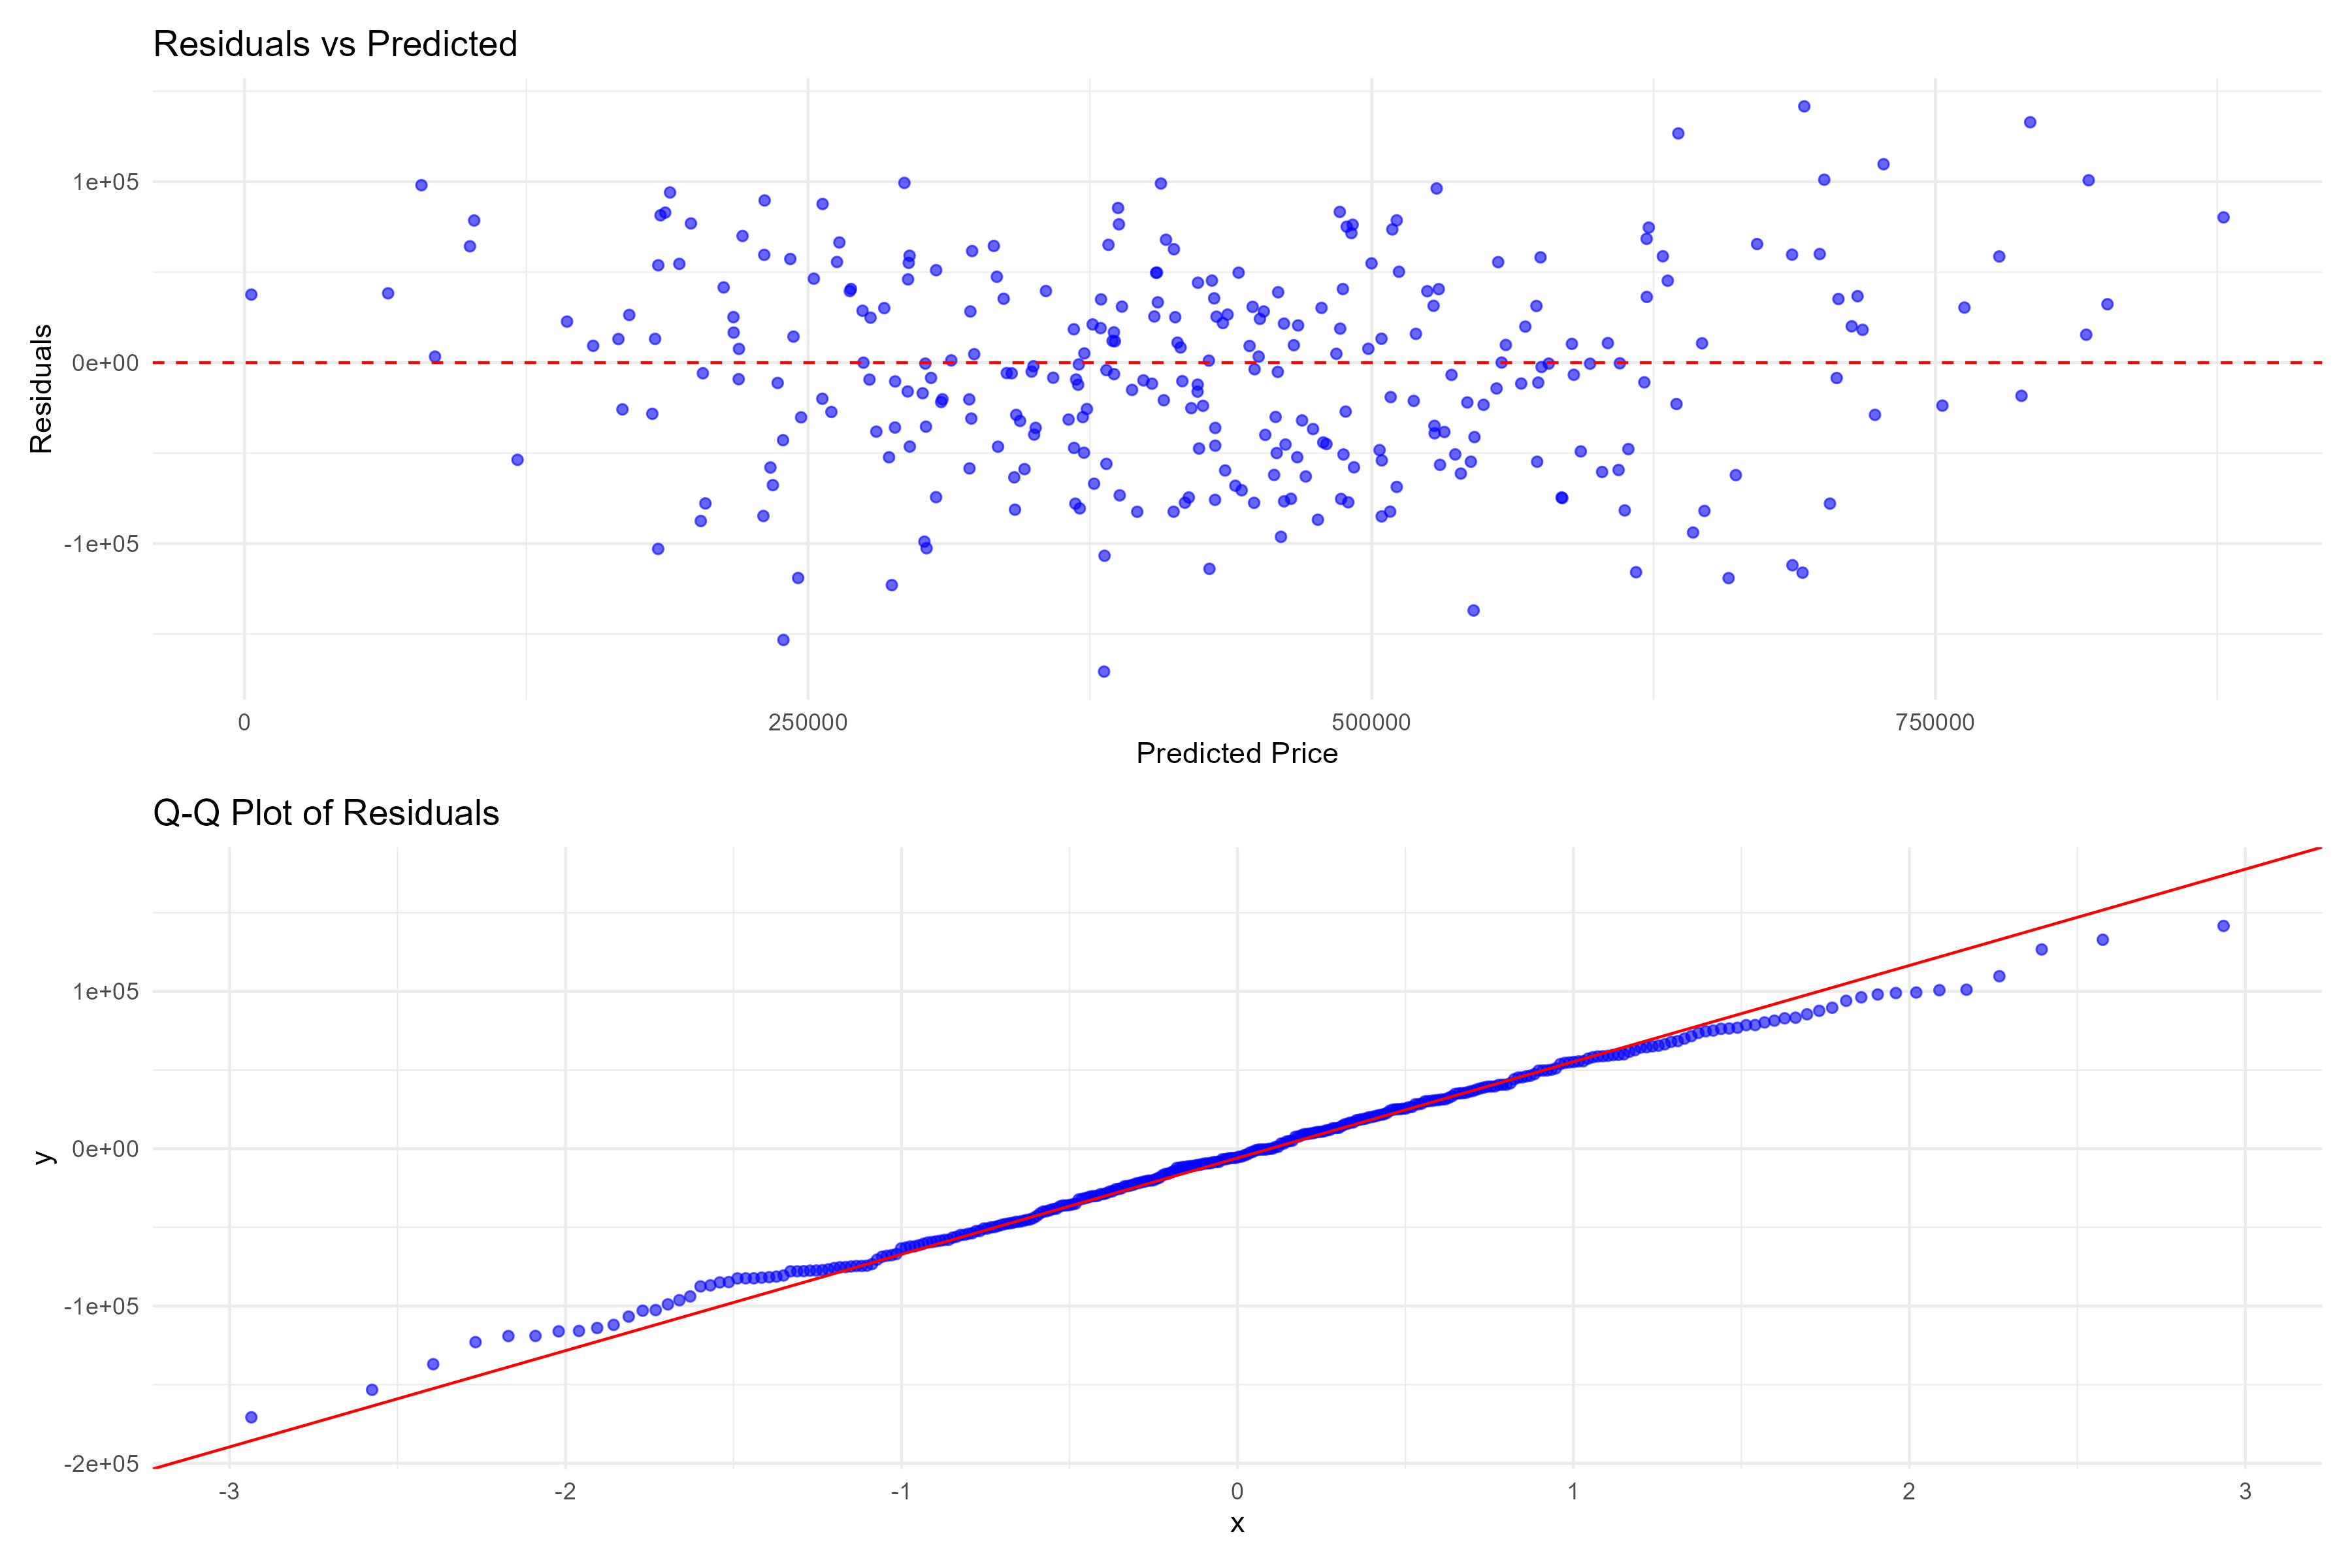 Residuals vs Predicted
Residuals
1e+05
0e+00
-1e+05
0 250000 500000 750000
Predicted Price
Q-Q Plot of Residuals
y
1e+05
0e+00
-1e+05
-2e+05
-3 -2 -1 0 1 2 3
x